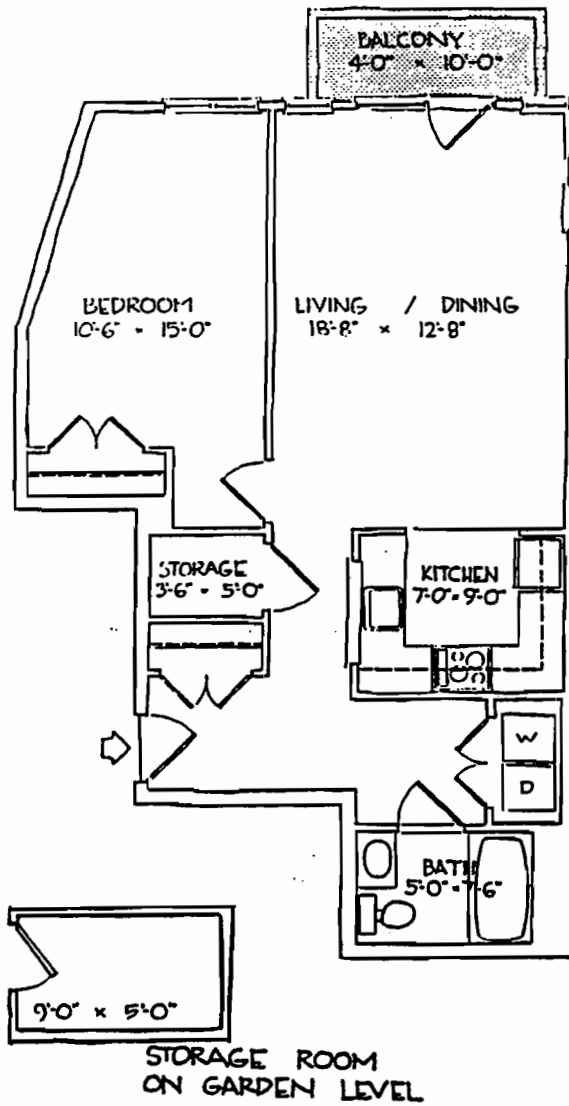 BALCONY
4'-0" x 10'-0"
BEDROOM
10'-6" x 15'-0"
LIVING / DINING
18'-8" x 12'-8"
STORAGE
3'-6" x 5'-0"
KITCHEN
7'-0" x 9'-0"
W
D
BATH
5'-0" x 7'-6"
9'-0" x 5'-0"
STORAGE ROOM
ON GARDEN LEVEL